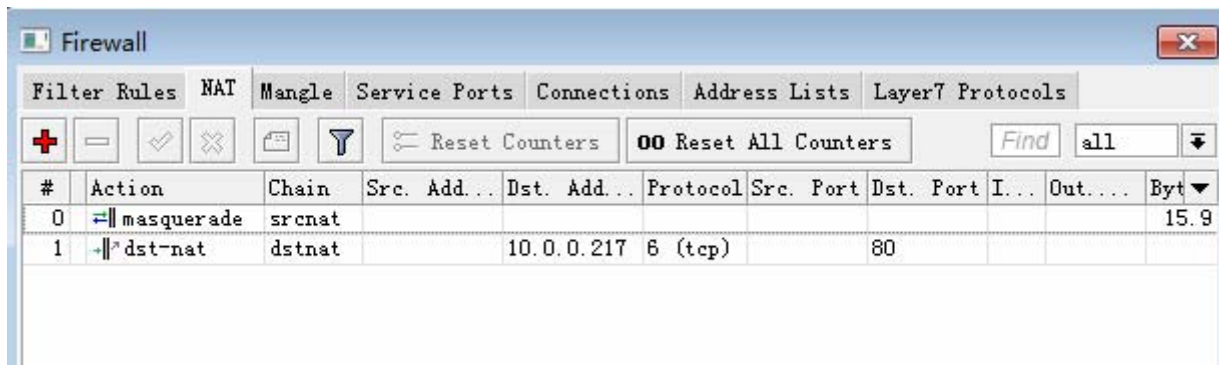 Firewall
Filter Rules NAT Mangle Service Ports Connections Address Lists Layer7 Protocols
Reset Counters 00 Reset All Counters Find all
# Action Chain Src. Add... Dst. Add... Protocol Src. Port Dst. Port I... Out.... Byt
0 masquerade srcnat 15.9
1 dst-nat dstnat 10.0.0.217 6 (tcp) 80